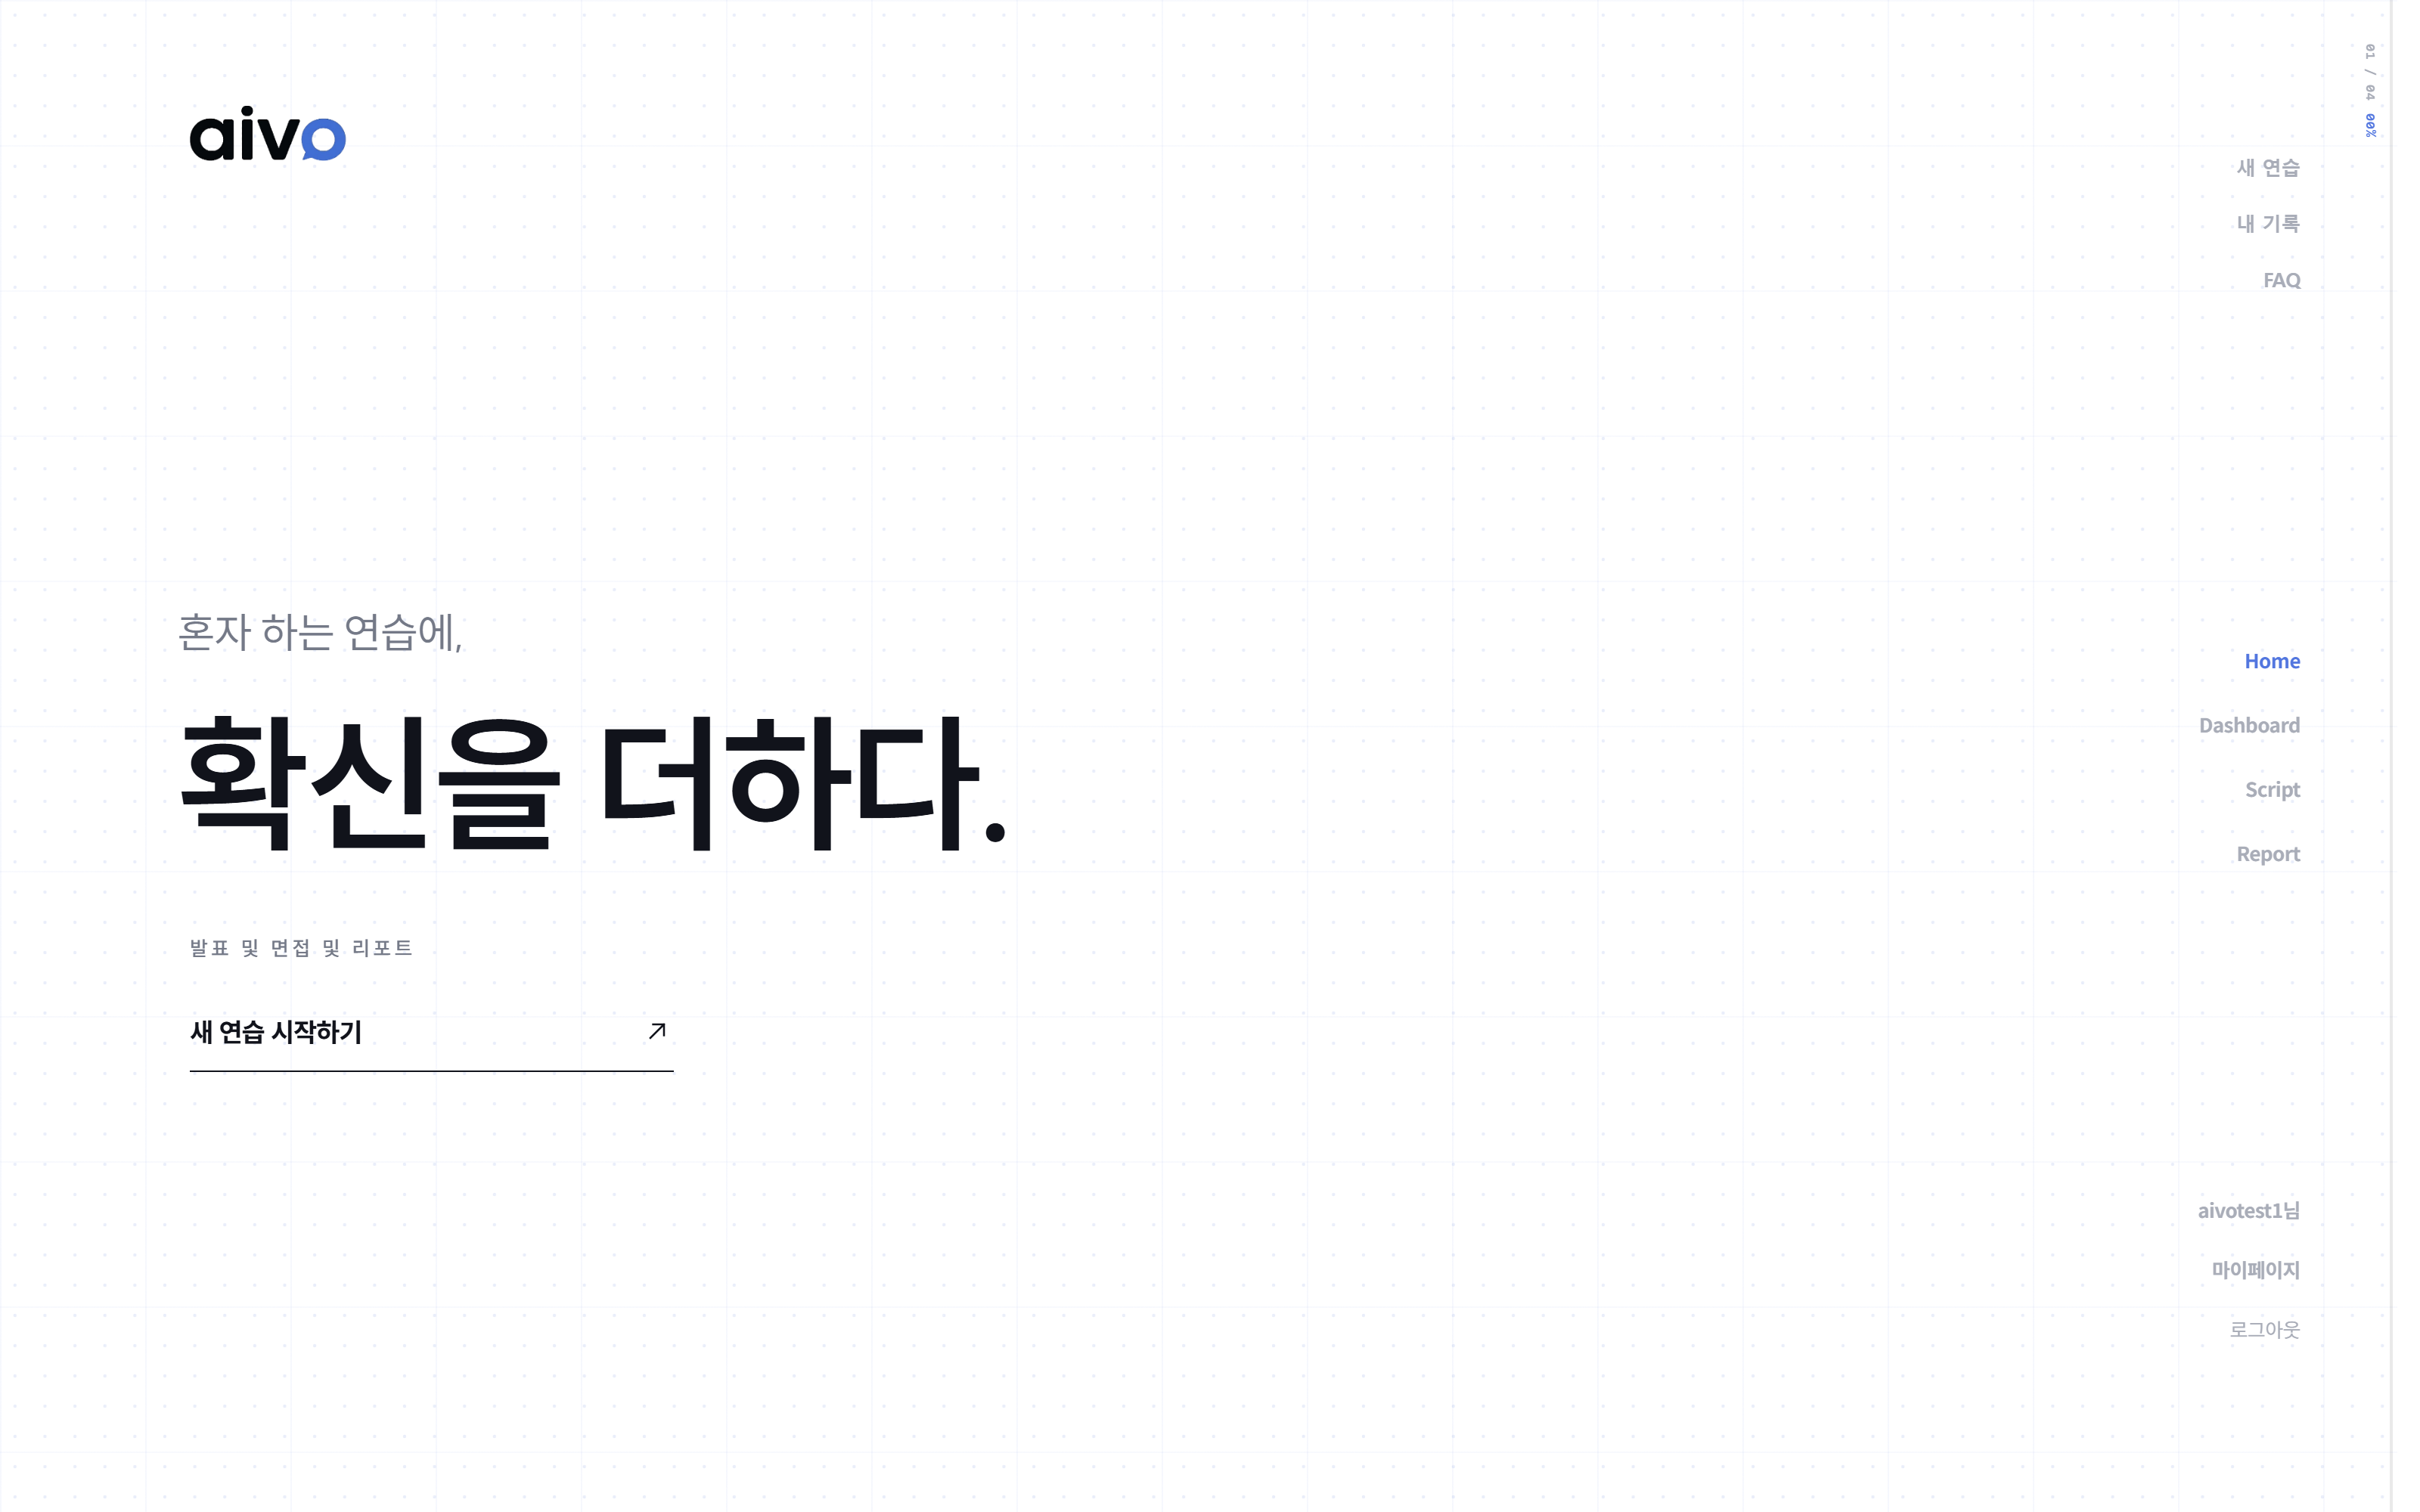 aivo
01 / 04 00%
새 연습
내 기록
FAQ
혼자 하는 연습에,
확신을 더하다.
발표 및 면접 및 리포트
새 연습 시작하기
Home
Dashboard
Script
Report
aivotest1님
마이페이지
로그아웃